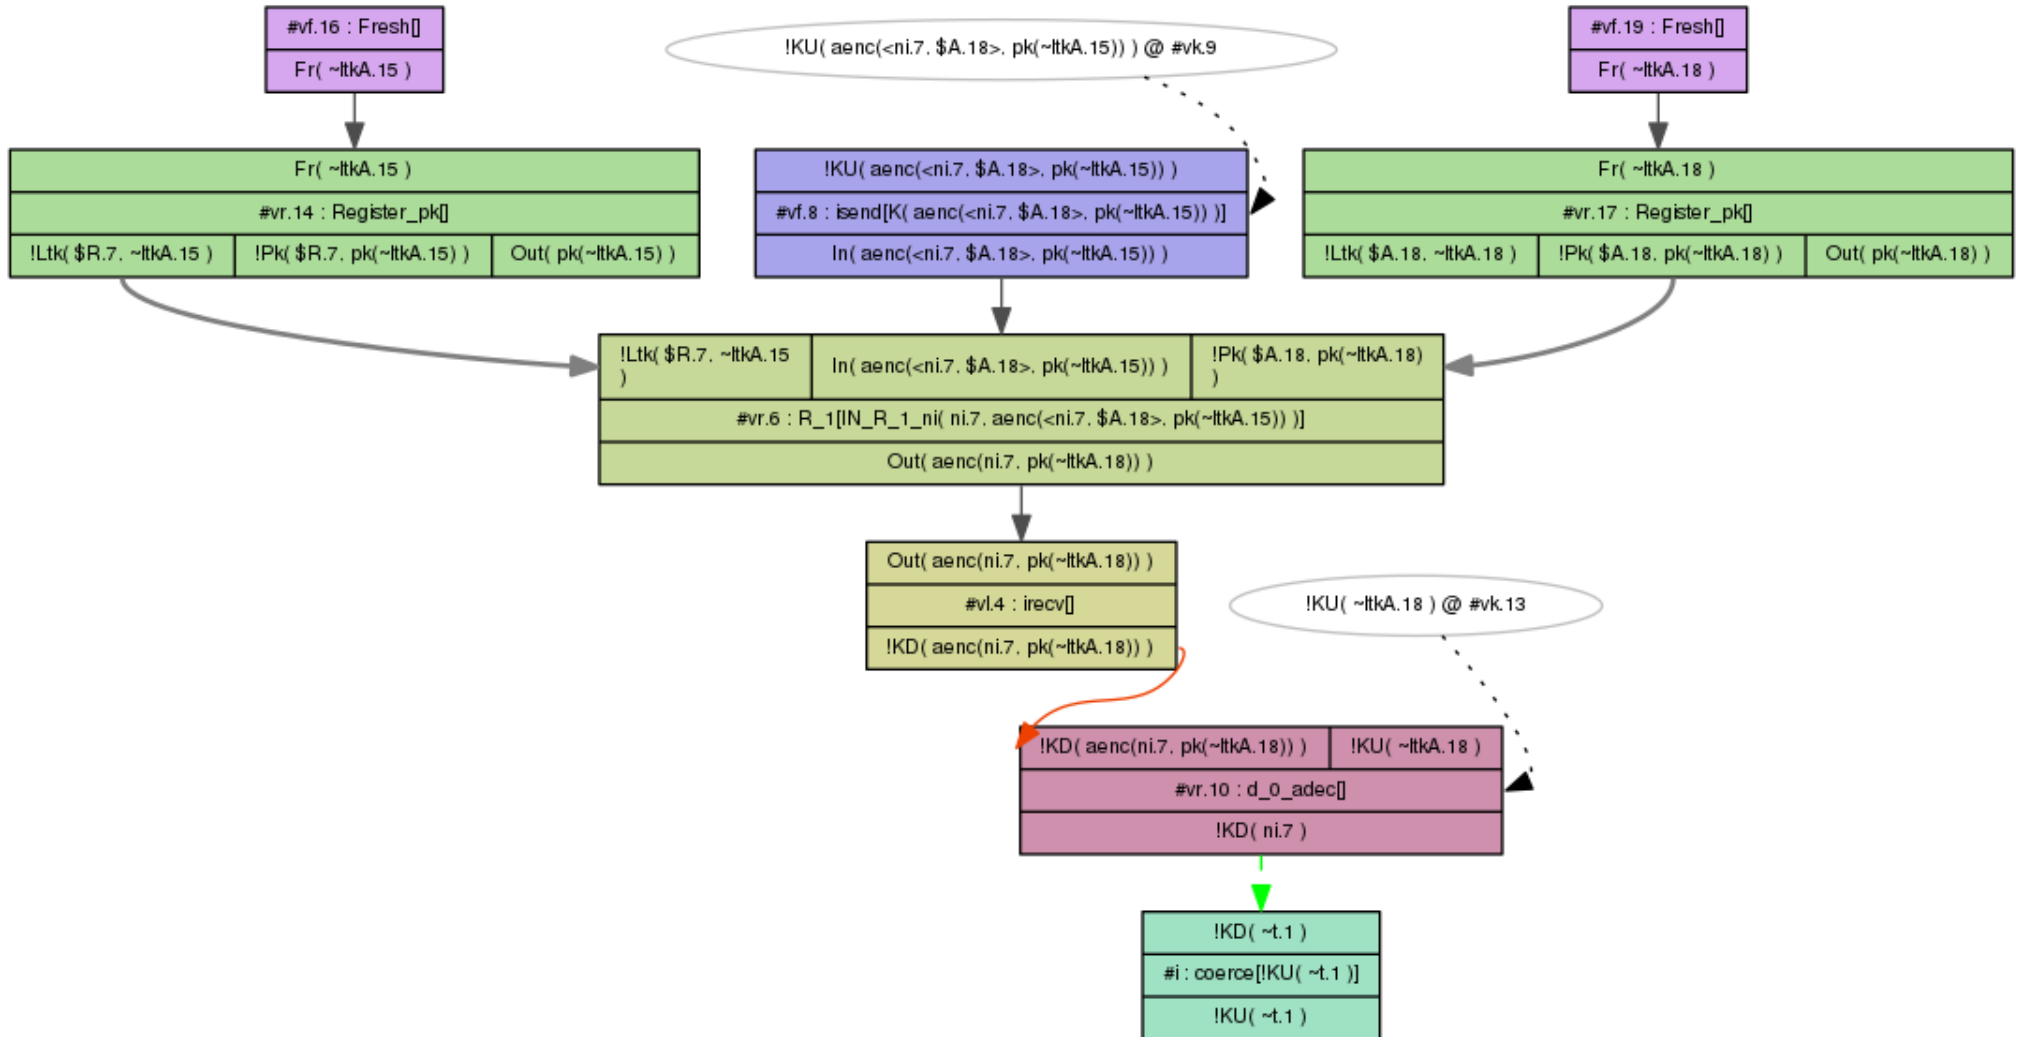 #vf.16 : Fresh[]
Fr( ~ltkA.15 )
!KU( aenc(<ni.7, $A.18>, pk(~ltkA.15)) ) @ #vk.9
#vf.19 : Fresh[]
Fr( ~ltkA.18 )
Fr( ~ltkA.15 )
#vr.14 : Register_pk[]
!Ltk( $R.7, ~ltkA.15 ) !Pk( $R.7, pk(~ltkA.15) ) Out( pk(~ltkA.15) )
!KU( aenc(<ni.7, $A.18>, pk(~ltkA.15)) )
#vf.8 : isend[K( aenc(<ni.7, $A.18>, pk(~ltkA.15)) )]
In( aenc(<ni.7, $A.18>, pk(~ltkA.15)) )
Fr( ~ltkA.18 )
#vr.17 : Register_pk[]
!Ltk( $A.18, ~ltkA.18 ) !Pk( $A.18, pk(~ltkA.18) ) Out( pk(~ltkA.18) )
!Ltk( $R.7, ~ltkA.15
)
In( aenc(<ni.7, $A.18>, pk(~ltkA.15)) )
!Pk( $A.18, pk(~ltkA.18)
)
#vr.6 : R_1[IN_R_1_ni( ni.7, aenc(<ni.7, $A.18>, pk(~ltkA.15)) )]
Out( aenc(ni.7, pk(~ltkA.18)) )
Out( aenc(ni.7, pk(~ltkA.18)) )
#vl.4 : irecv[]
!KD( aenc(ni.7, pk(~ltkA.18)) )
!KU( ~ltkA.18 ) @ #vk.13
!KD( aenc(ni.7, pk(~ltkA.18)) ) !KU( ~ltkA.18 )
#vr.10 : d_0_adec[]
!KD( ni.7 )
!KD( ~t.1 )
#i : coerce[!KU( ~t.1 )]
!KU( ~t.1 )